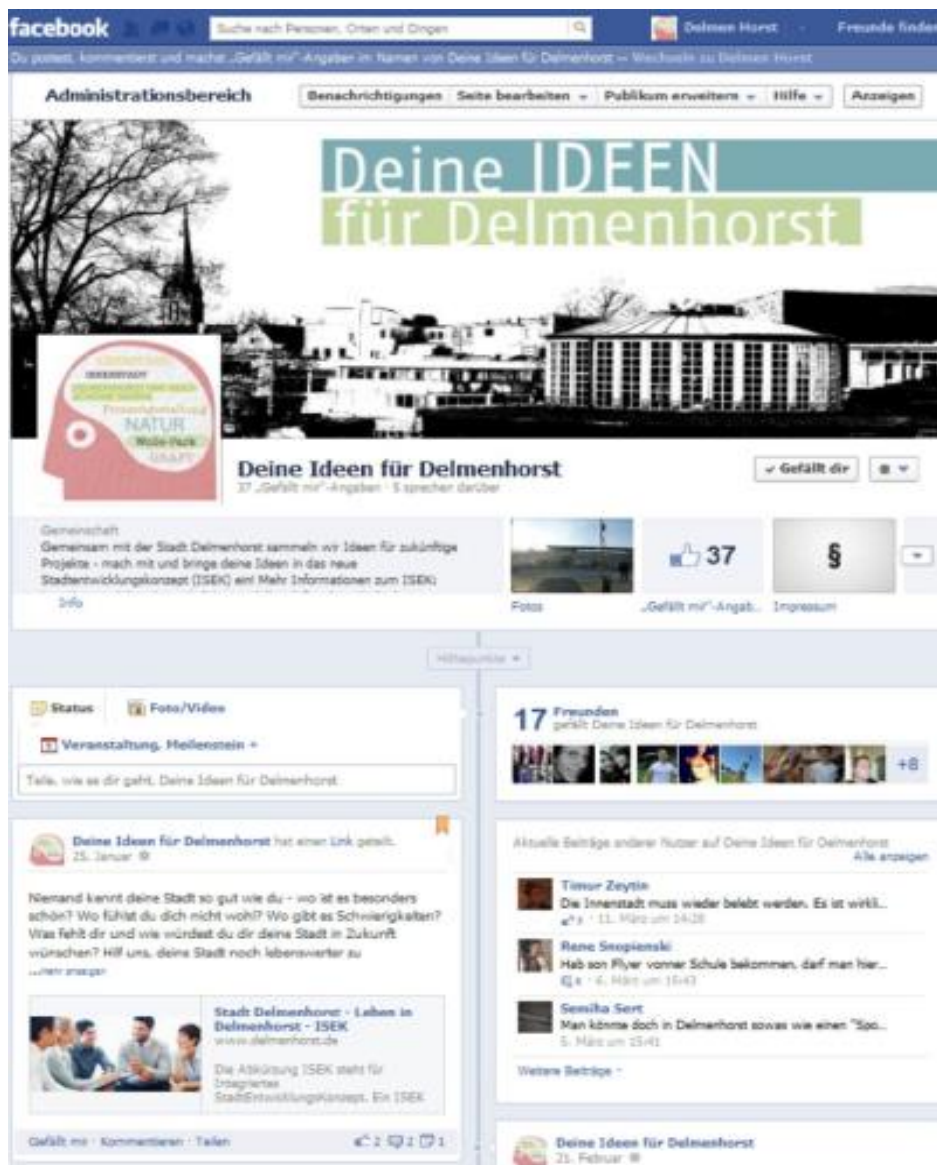 facebook
Suche nach Personen, Orten und Dingen
Delmen Horst
Freunde finden
Du postest, kommentierst und machst „Gefällt mir"-Angaben im Namen von Deine Ideen für Delmenhorst — Wechseln zu Delmen Horst
Administrationsbereich
Benachrichtigungen
Seite bearbeiten
Publikum erweitern
Hilfe
Anzeigen
Deine IDEEN
für Delmenhorst
INNENSTADT
Freizeitgestaltung
NATUR
Wolle-Park
GRAFT
Deine Ideen für Delmenhorst
37 „Gefällt mir"-Angaben · 5 sprechen darüber
Gefällt dir
Gemeinschaft
Gemeinsam mit der Stadt Delmenhorst sammeln wir Ideen für zukünftige
Projekte - mach mit und bringe deine Ideen in das neue
Stadtentwicklungskonzept (ISEK) ein! Mehr Informationen zum ISEK:
Info
37
§
Fotos
„Gefällt mir"-Angab...
Impressum
Höhepunkte
Status
Foto/Video
Veranstaltung, Meilenstein +
Teile, wie es dir geht, Deine Ideen für Delmenhorst
17 Freunden
gefällt Deine Ideen für Delmenhorst
+8
Deine Ideen für Delmenhorst hat einen Link geteilt.
25. Januar
Niemand kennt deine Stadt so gut wie du - wo ist es besonders
schön? Wo fühlst du dich nicht wohl? Wo gibt es Schwierigkeiten?
Was fehlt dir und wie würdest du dir deine Stadt in Zukunft
wünschen? Hilf uns, deine Stadt noch lebenswerter zu
...mehr anzeigen
Stadt Delmenhorst - Leben in
Delmenhorst - ISEK
www.delmenhorst.de
Die Abkürzung ISEK steht für
Integriertes
StadtEntwicklungsKonzept. Ein ISEK
Gefällt mir · Kommentieren · Teilen
2 2 1
Aktuelle Beiträge anderer Nutzer auf Deine Ideen für Delmenhorst
Alle anzeigen
Timur Zeytin
Die Innenstadt muss wieder belebt werden. Es ist wirkli...
11. März um 14:28
Rene Snopienski
Hab son Flyer vonner Schule bekommen, darf man hier...
6. März um 15:43
Semiha Sert
Man könnte doch in Delmenhorst sowas wie einen "Spo...
5. März um 15:41
Weitere Beiträge
Deine Ideen für Delmenhorst
21. Februar